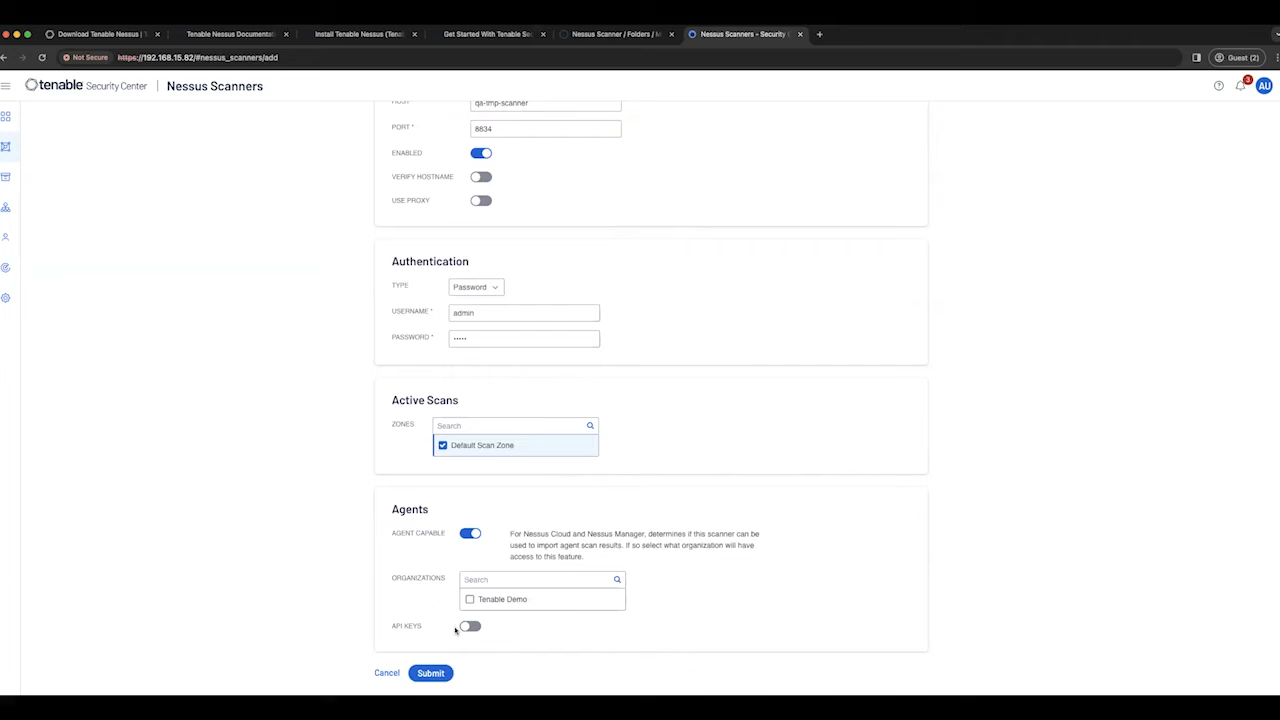 Download Tenable Nessus | T
Tenable Nessus Documentati
Install Tenable Nessus (Tenab
Get Started With Tenable Sec
Nessus Scanner / Folders / M
Nessus Scanners - Security C
Not Secure https://192.168.15.82/#nessus_scanners/add
Guest (2)
tenable Security Center | Nessus Scanners
3
AU
HOST* qa-tmp-scanner
PORT * 8834
ENABLED
VERIFY HOSTNAME
USE PROXY
Authentication
TYPE Password
USERNAME * admin
PASSWORD * •••••
Active Scans
ZONES Search
Default Scan Zone
Agents
AGENT CAPABLE For Nessus Cloud and Nessus Manager, determines if this scanner can be
used to import agent scan results. If so select what organization will have
access to this feature.
ORGANIZATIONS Search
Tenable Demo
API KEYS
Cancel Submit